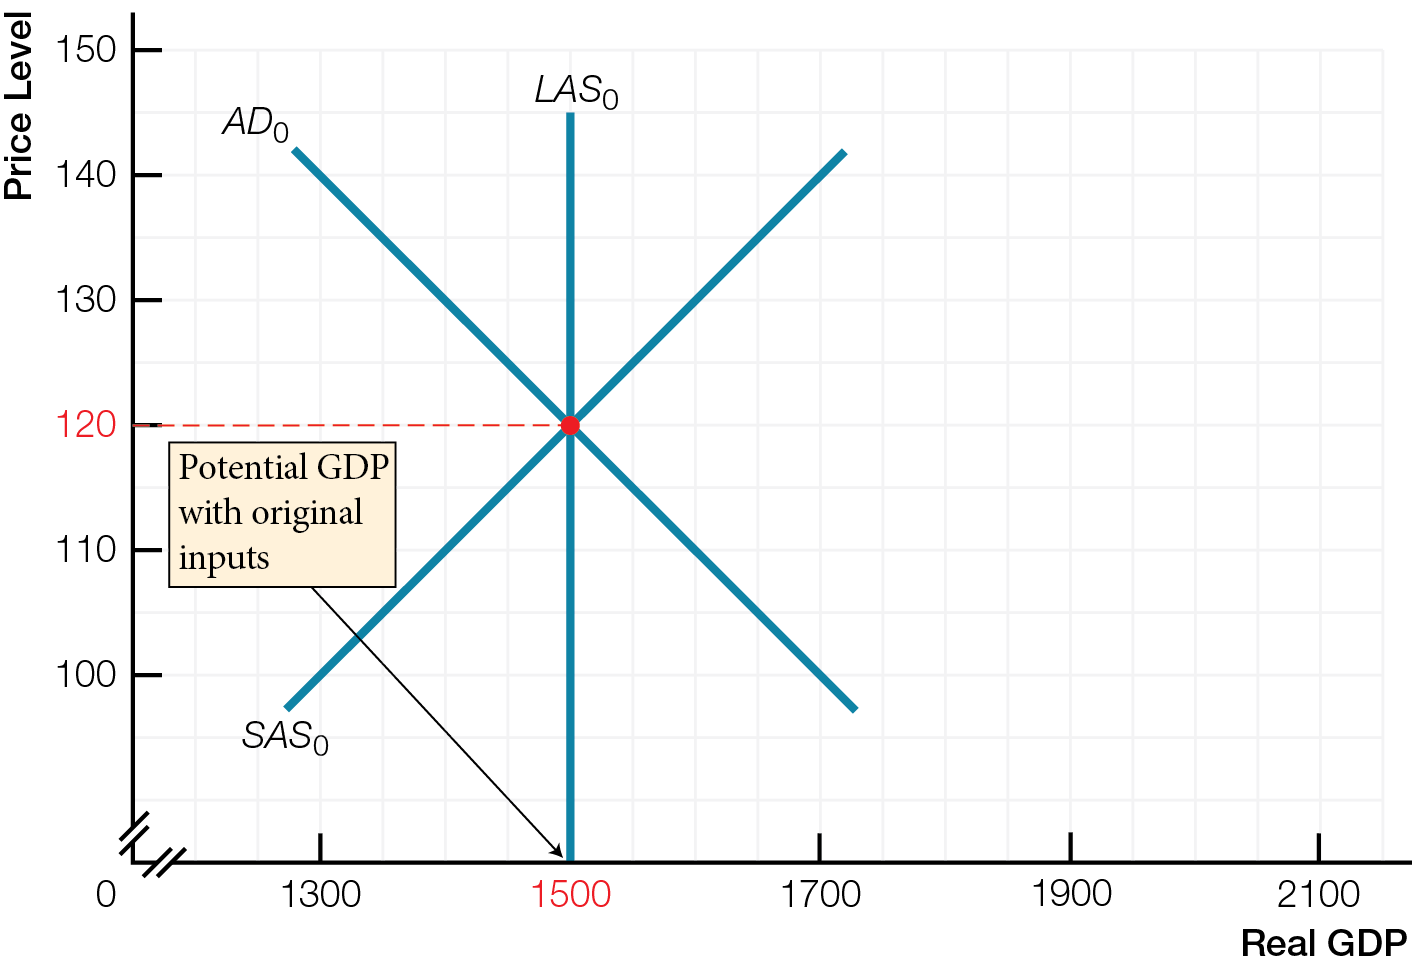 Price Level
150
140
130
120
110
100
0
AD0
LAS0
SAS0
Potential GDP
with original
inputs
1300
1500
1700
1900
2100
Real GDP